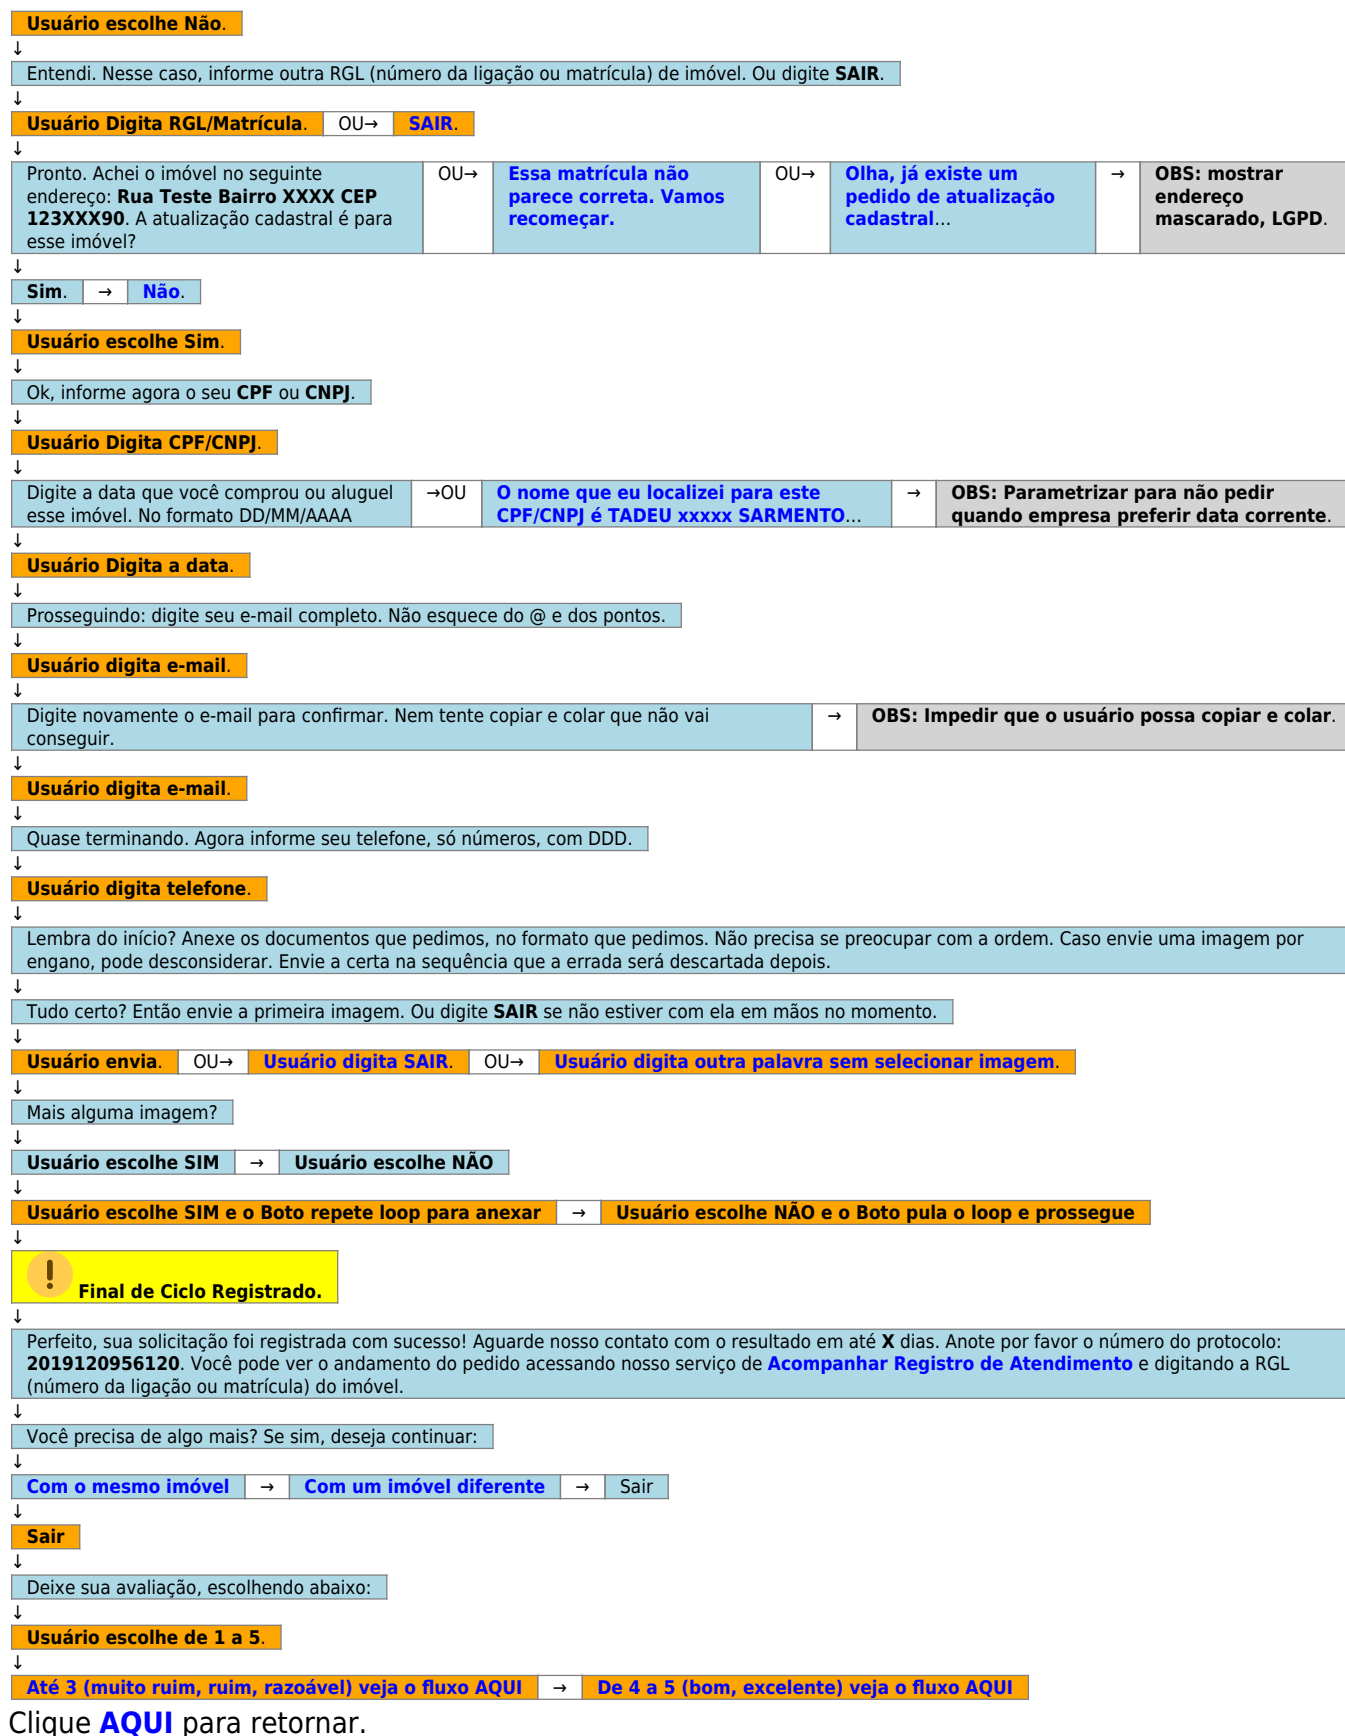 Usuário escolhe Não.
↓
Entendi. Nesse caso, informe outra RGL (número da ligação ou matrícula) de imóvel. Ou digite SAIR.
↓
Usuário Digita RGL/Matrícula. OU→ SAIR.
↓
Pronto. Achei o imóvel no seguinte
endereço: Rua Teste Bairro XXXX CEP
123XXX90. A atualização cadastral é para
esse imóvel?
OU→
Essa matrícula não
parece correta. Vamos
recomeçar.
OU→
Olha, já existe um
pedido de atualização
cadastral...
→
OBS: mostrar
endereço
mascarado, LGPD.
↓
Sim. → Não.
↓
Usuário escolhe Sim.
↓
Ok, informe agora o seu CPF ou CNPJ.
↓
Usuário Digita CPF/CNPJ.
↓
Digite a data que você comprou ou aluguel
esse imóvel. No formato DD/MM/AAAA
→OU
O nome que eu localizei para este
CPF/CNPJ é TADEU xxxxx SARMENTO...
→
OBS: Parametrizar para não pedir
quando empresa preferir data corrente.
↓
Usuário Digita a data.
↓
Prosseguindo: digite seu e-mail completo. Não esquece do @ e dos pontos.
↓
Usuário digita e-mail.
↓
Digite novamente o e-mail para confirmar. Nem tente copiar e colar que não vai
conseguir.
→
OBS: Impedir que o usuário possa copiar e colar.
↓
Usuário digita e-mail.
↓
Quase terminando. Agora informe seu telefone, só números, com DDD.
↓
Usuário digita telefone.
↓
Lembra do início? Anexe os documentos que pedimos, no formato que pedimos. Não precisa se preocupar com a ordem. Caso envie uma imagem por
engano, pode desconsiderar. Envie a certa na sequência que a errada será descartada depois.
↓
Tudo certo? Então envie a primeira imagem. Ou digite SAIR se não estiver com ela em mãos no momento.
↓
Usuário envia. OU→ Usuário digita SAIR. OU→ Usuário digita outra palavra sem selecionar imagem.
↓
Mais alguma imagem?
↓
Usuário escolhe SIM → Usuário escolhe NÃO
↓
Usuário escolhe SIM e o Boto repete loop para anexar → Usuário escolhe NÃO e o Boto pula o loop e prossegue
↓
! Final de Ciclo Registrado.
↓
Perfeito, sua solicitação foi registrada com sucesso! Aguarde nosso contato com o resultado em até X dias. Anote por favor o número do protocolo:
2019120956120. Você pode ver o andamento do pedido acessando nosso serviço de Acompanhar Registro de Atendimento e digitando a RGL
(número da ligação ou matrícula) do imóvel.
↓
Você precisa de algo mais? Se sim, deseja continuar:
↓
Com o mesmo imóvel → Com um imóvel diferente → Sair
↓
Sair
↓
Deixe sua avaliação, escolhendo abaixo:
↓
Usuário escolhe de 1 a 5.
↓
Até 3 (muito ruim, ruim, razoável) veja o fluxo AQUI → De 4 a 5 (bom, excelente) veja o fluxo AQUI
Clique AQUI para retornar.